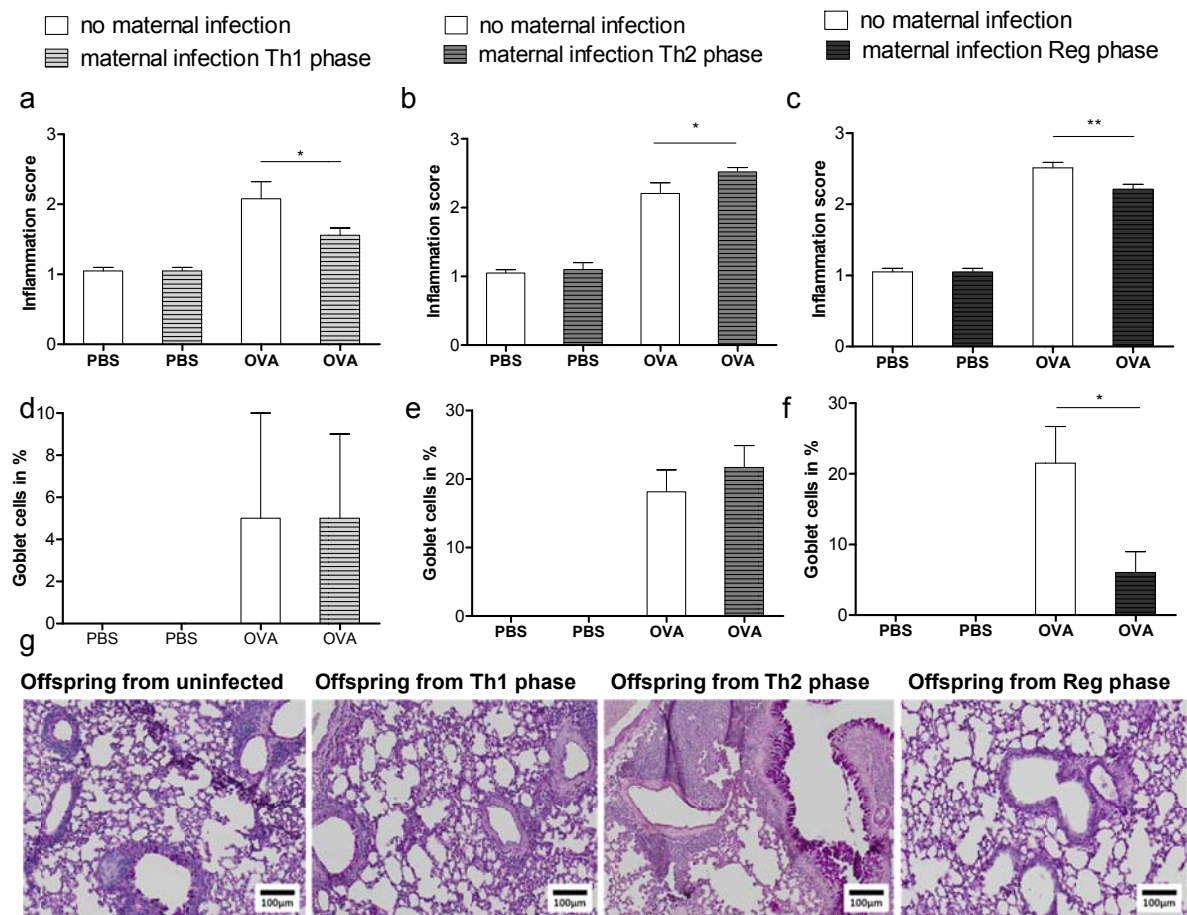 no maternal infection
maternal infection Th1 phase
no maternal infection
maternal infection Th2 phase
no maternal infection
maternal infection Reg phase
a
Inflammation score
3
2
1
0
*
PBS PBS OVA OVA
b
Inflammation score
3
2
1
0
*
PBS PBS OVA OVA
c
Inflammation score
3
2
1
0
**
PBS PBS OVA OVA
d
Goblet cells in %
10
8
6
4
2
0
PBS PBS OVA OVA
e
Goblet cells in %
30
20
10
0
PBS PBS OVA OVA
f
Goblet cells in %
30
20
10
0
*
PBS PBS OVA OVA
g
Offspring from uninfected
Offspring from Th1 phase
Offspring from Th2 phase
Offspring from Reg phase
100µm
100µm
100µm
100µm